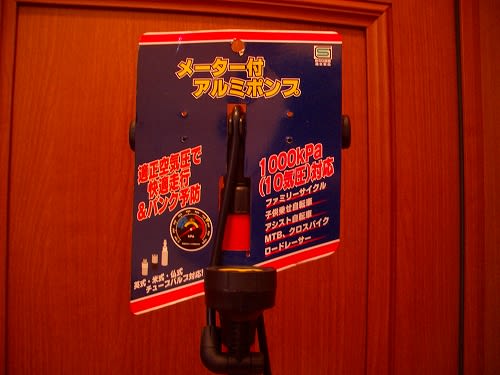 メーター付
アルミポンプ
適正空気圧で
快適走行
&パンク予防
1000kPa
(10気圧)対応
ファミリーサイクル
子供乗せ自転車
アシスト自転車
MTB、クロスバイク
ロードレーサー
英式・米式・仏式
チューブバルブ対応!